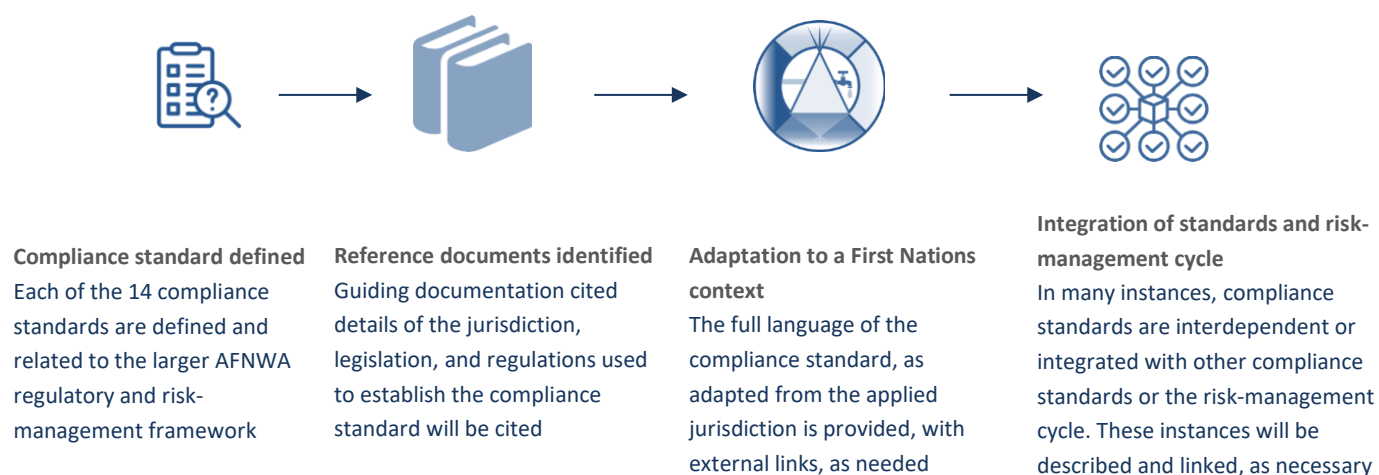 Compliance standard defined
Each of the 14 compliance
standards are defined and
related to the larger AFNWA
regulatory and risk-
management framework
Reference documents identified
Guiding documentation cited
details of the jurisdiction,
legislation, and regulations used
to establish the compliance
standard will be cited
Adaptation to a First Nations
context
The full language of the
compliance standard, as
adapted from the applied
jurisdiction is provided, with
external links, as needed
Integration of standards and risk-
management cycle
In many instances, compliance
standards are interdependent or
integrated with other compliance
standards or the risk-management
cycle. These instances will be
described and linked, as necessary